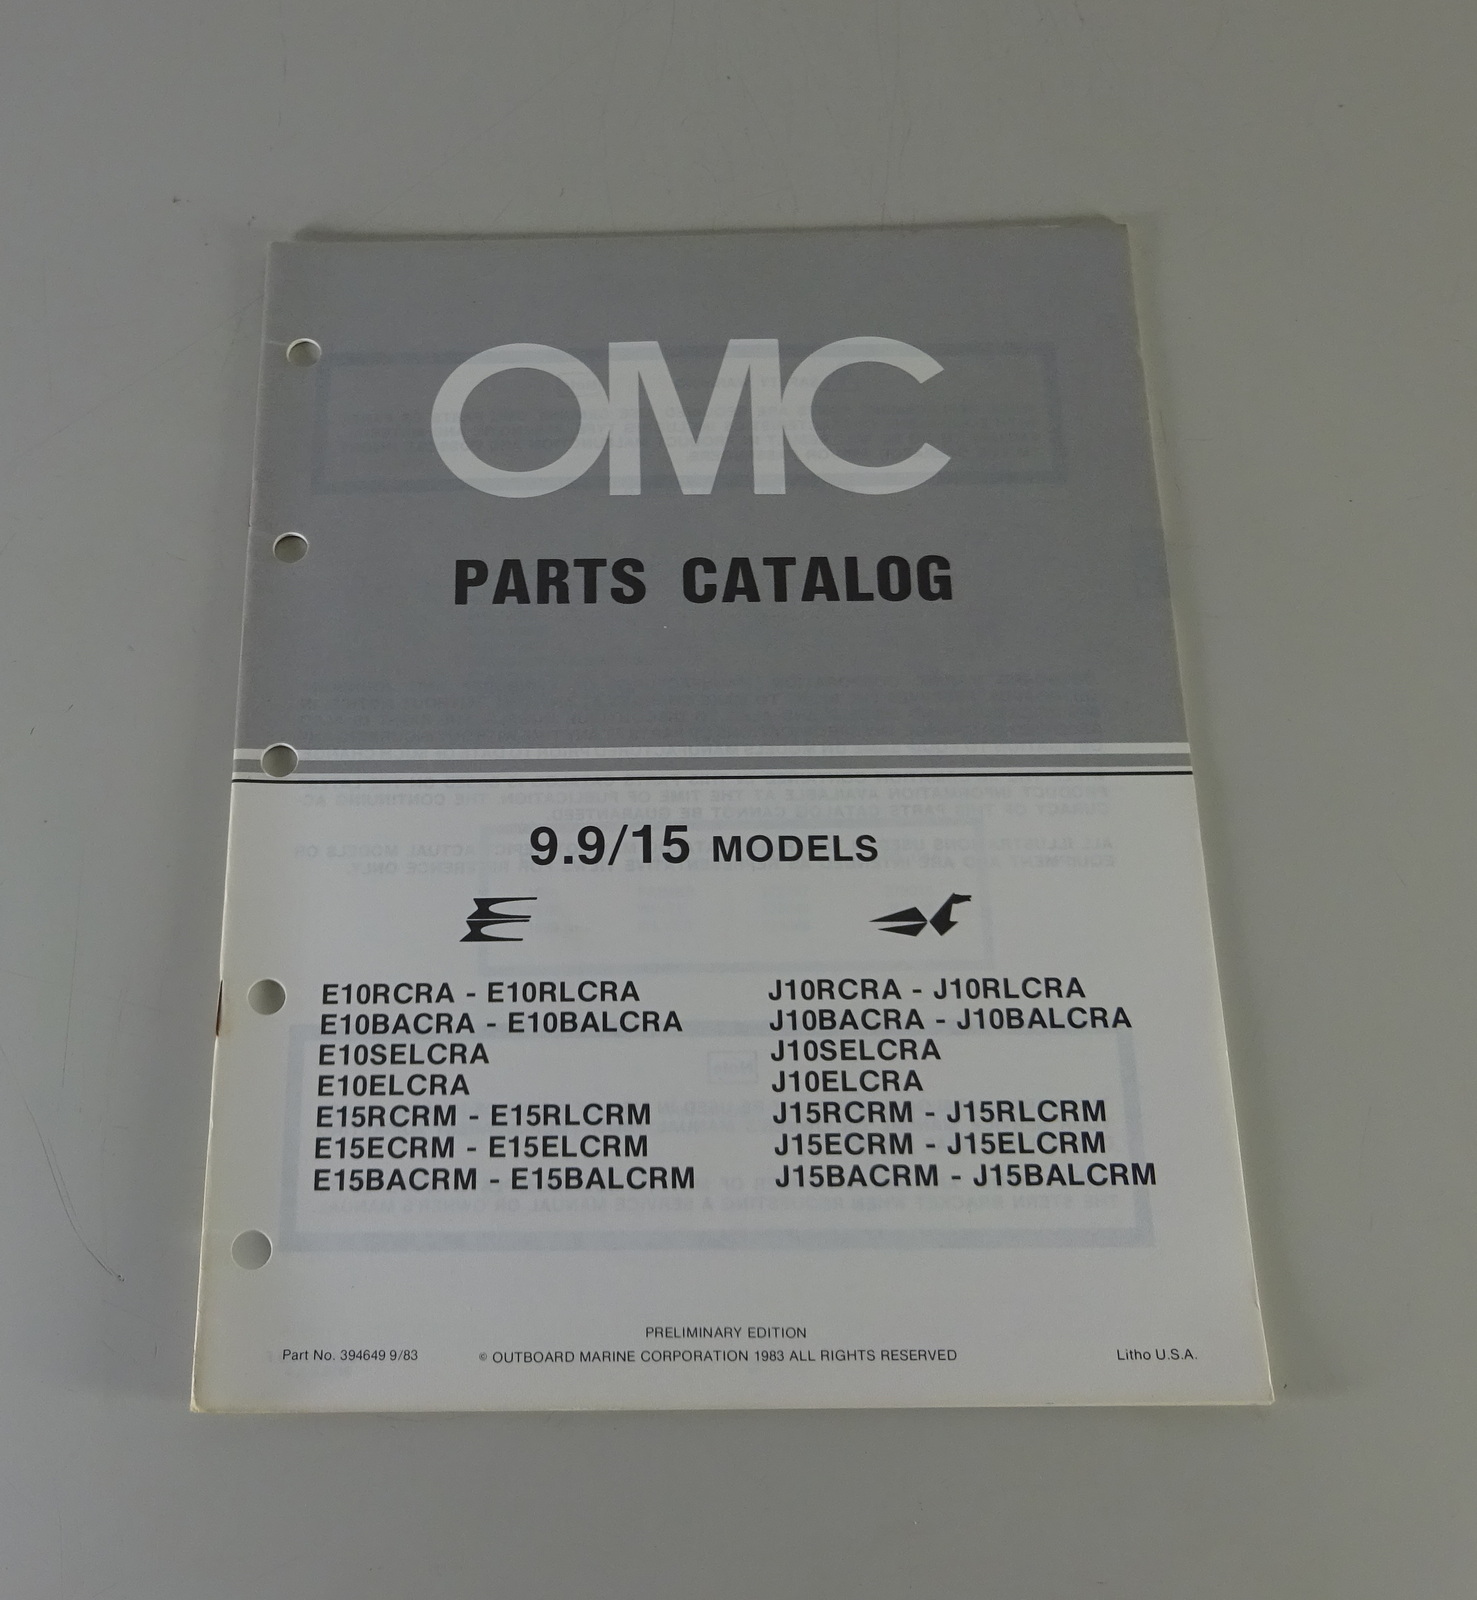 OMC
PARTS CATALOG
9.9/15 MODELS
E10RCRA - E10RLCRA
E10BACRA - E10BALCRA
E10SELCRA
E10ELCRA
E15RCRM - E15RLCRM
E15ECRM - E15ELCRM
E15BACRM - E15BALCRM
J10RCRA - J10RLCRA
J10BACRA - J10BALCRA
J10SELCRA
J10ELCRA
J15RCRM - J15RLCRM
J15ECRM - J15ELCRM
J15BACRM - J15BALCRM
PRELIMINARY EDITION
Part No. 394649 9/83
© OUTBOARD MARINE CORPORATION 1983 ALL RIGHTS RESERVED
Litho U.S.A.